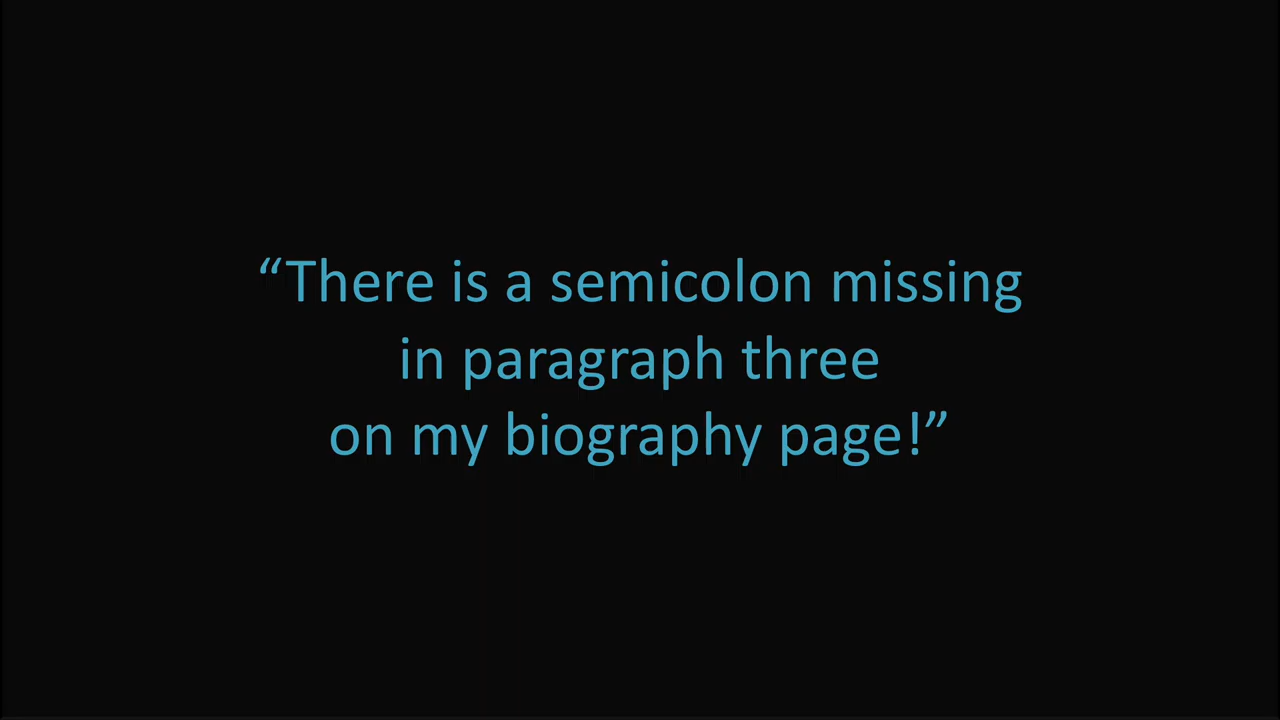 “There is a semicolon missing
in paragraph three
on my biography page!”